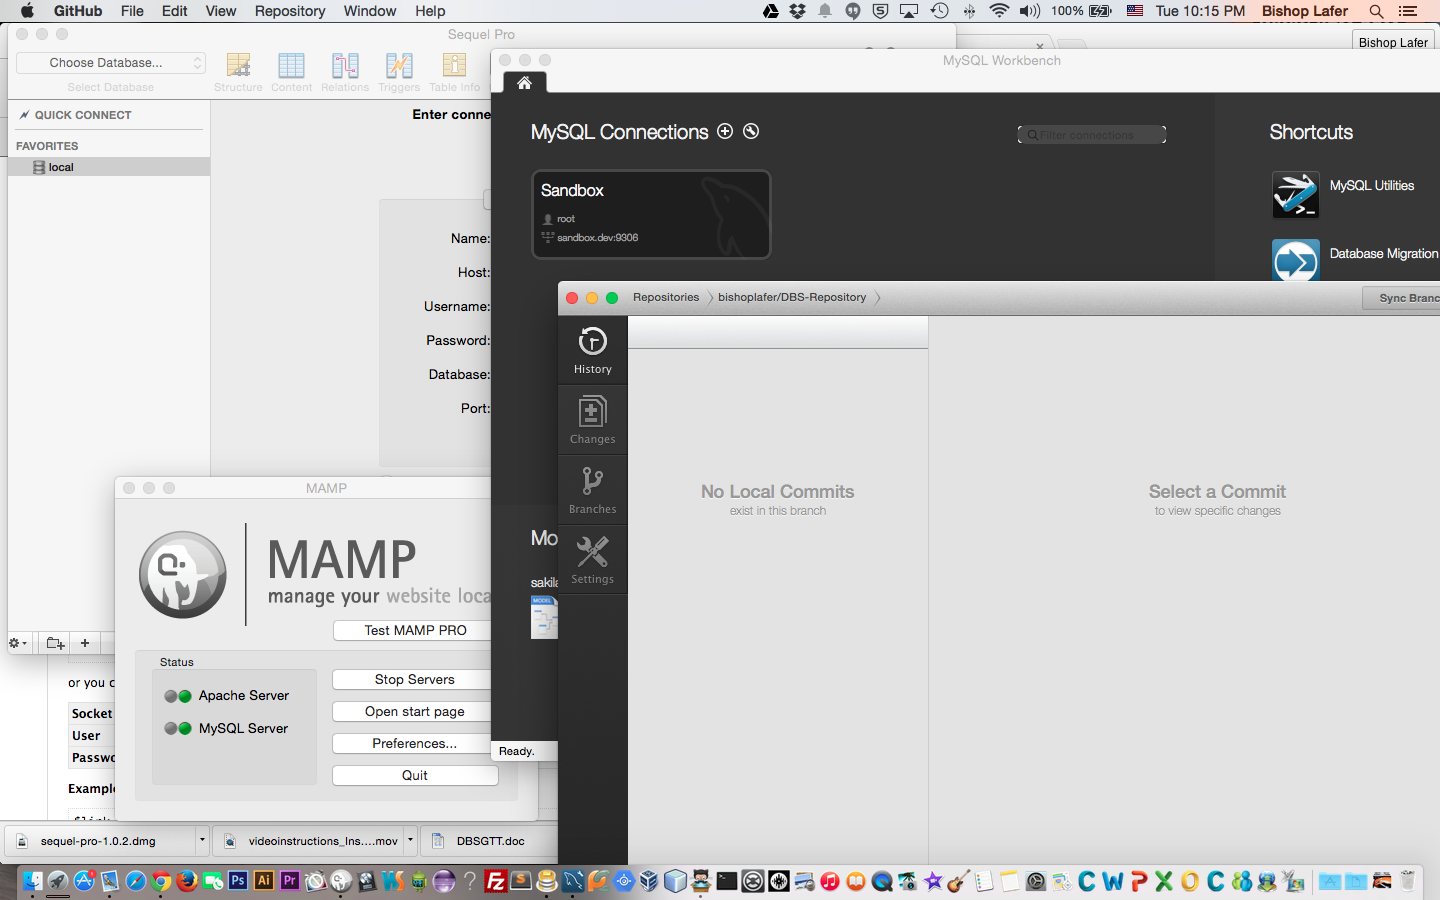 GitHub File Edit View Repository Window Help
100% Tue 10:15 PM Bishop Lafer
Sequel Pro
Bishop Lafer
Choose Database...
Select Database
Structure Content Relations Triggers Table Info
MySQL Workbench
QUICK CONNECT
FAVORITES
local
Enter conne
Name:
Host:
Username:
Password:
Database:
Port:
MySQL Connections
Filter connections
Shortcuts
Sandbox
root
sandbox.dev:9306
MySQL Utilities
Database Migration
Repositories bishoplafer/DBS-Repository
Sync Branc
History
Changes
Branches
Settings
No Local Commits
exist in this branch
Select a Commit
to view specific changes
Mo
sakila
MODEL
Ready.
MAMP
MAMP
manage your website loca
Test MAMP PRO
Status
Apache Server
MySQL Server
Stop Servers
Open start page
Preferences...
Quit
or you c
Socket
User
Passwo
Example
$link
sequel-pro-1.0.2.dmg
videoinstructions_Ins....mov
DBSGTT.doc